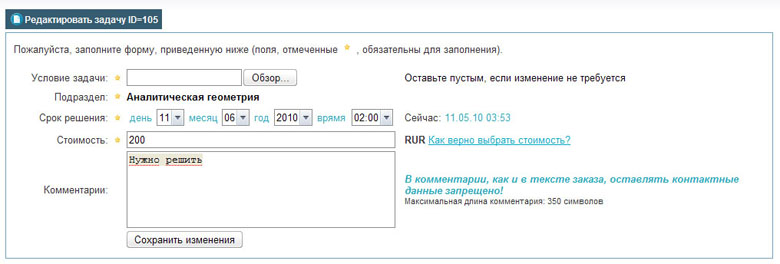 Редактировать задачу ID=105
Пожалуйста, заполните форму, приведенную ниже (поля, отмеченные , обязательны для заполнения).
Условие задачи: Обзор... Оставьте пустым, если изменение не требуется
Подраздел: Аналитическая геометрия
Срок решения: день 11 месяц 06 год 2010 врямя 02:00 Сейчас: 11.05.10 03:53
Стоимость: 200 RUR Как верно выбрать стоимость?
Нужно решить
Комментарии: В комментарии, как и в тексте заказа, оставлять контактные
данные запрещено!
Максимальная длина комментария: 350 символов
Сохранить изменения